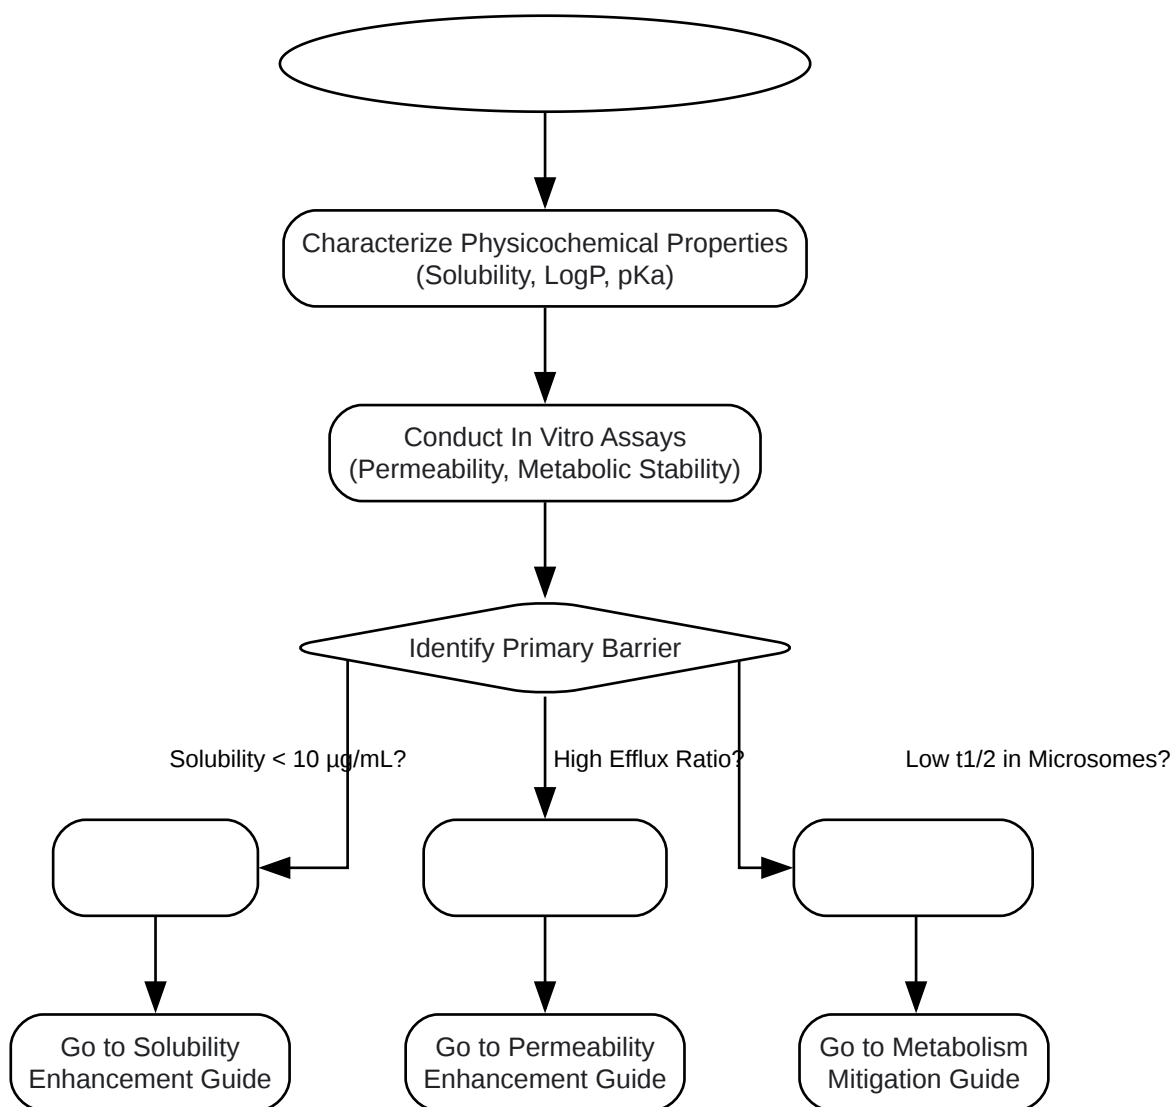 Characterize Physicochemical Properties
(Solubility, LogP, pKa)
Conduct In Vitro Assays
(Permeability, Metabolic Stability)
Identify Primary Barrier
Solubility < 10 µg/mL?
High Efflux Ratio?
Low t1/2 in Microsomes?
Go to Solubility
Enhancement Guide
Go to Permeability
Enhancement Guide
Go to Metabolism
Mitigation Guide